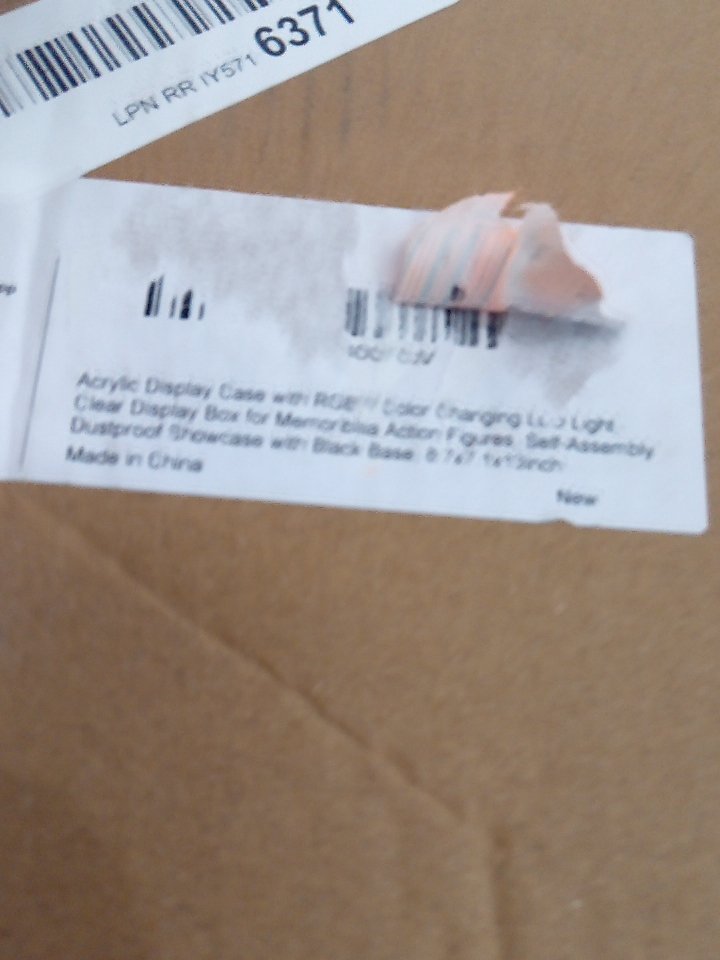 6371
LPN RR IY571
Acrylic Display Case with Color Changing Light
Clear Display Box for Memoribilias Action Figures, Self-Assembly
Dustproof Showcase with Black Base,
Made in China
New